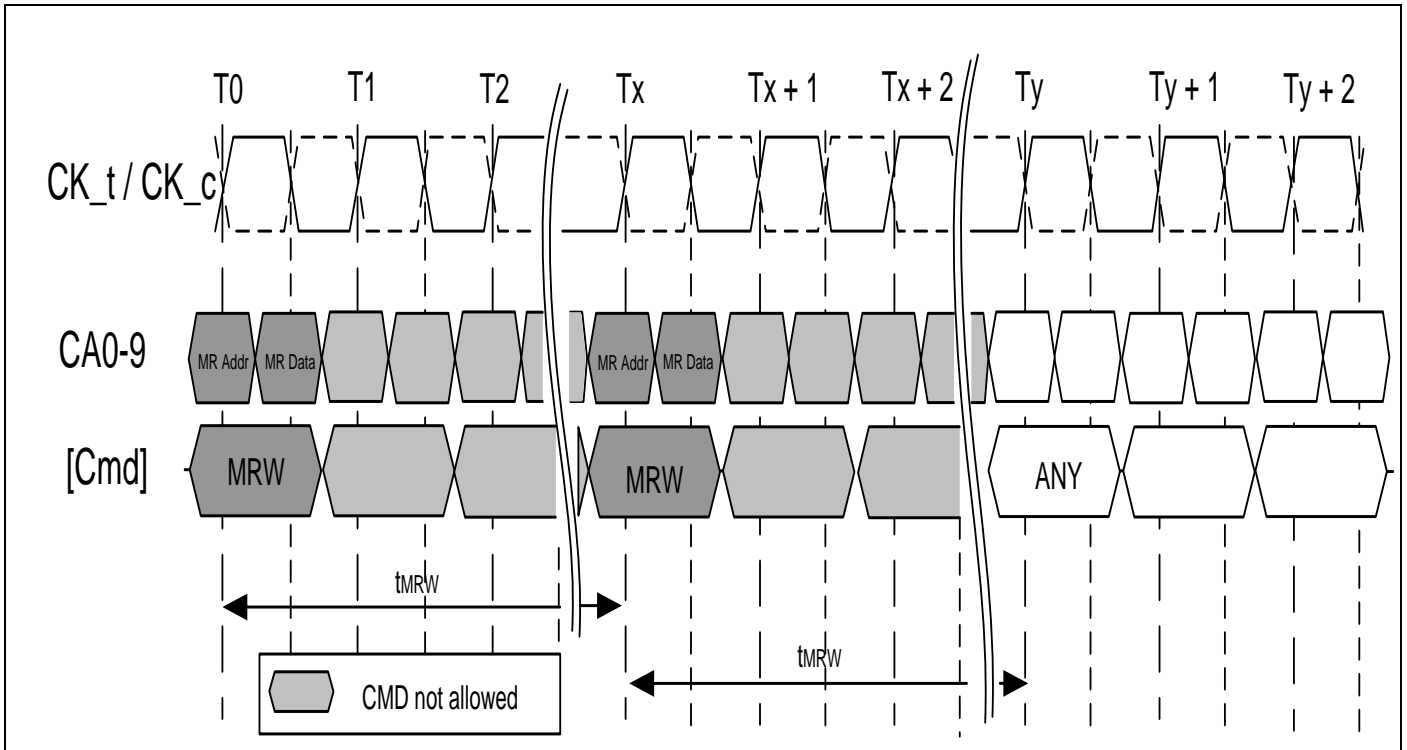 T0 T1 T2 Tx Tx + 1 Tx + 2 Ty Ty + 1 Ty + 2
CK_t / CK_c
CA0-9 MR Addr MR Data MR Addr MR Data
[Cmd] MRW MRW ANY
tMRW
tMRW
CMD not allowed